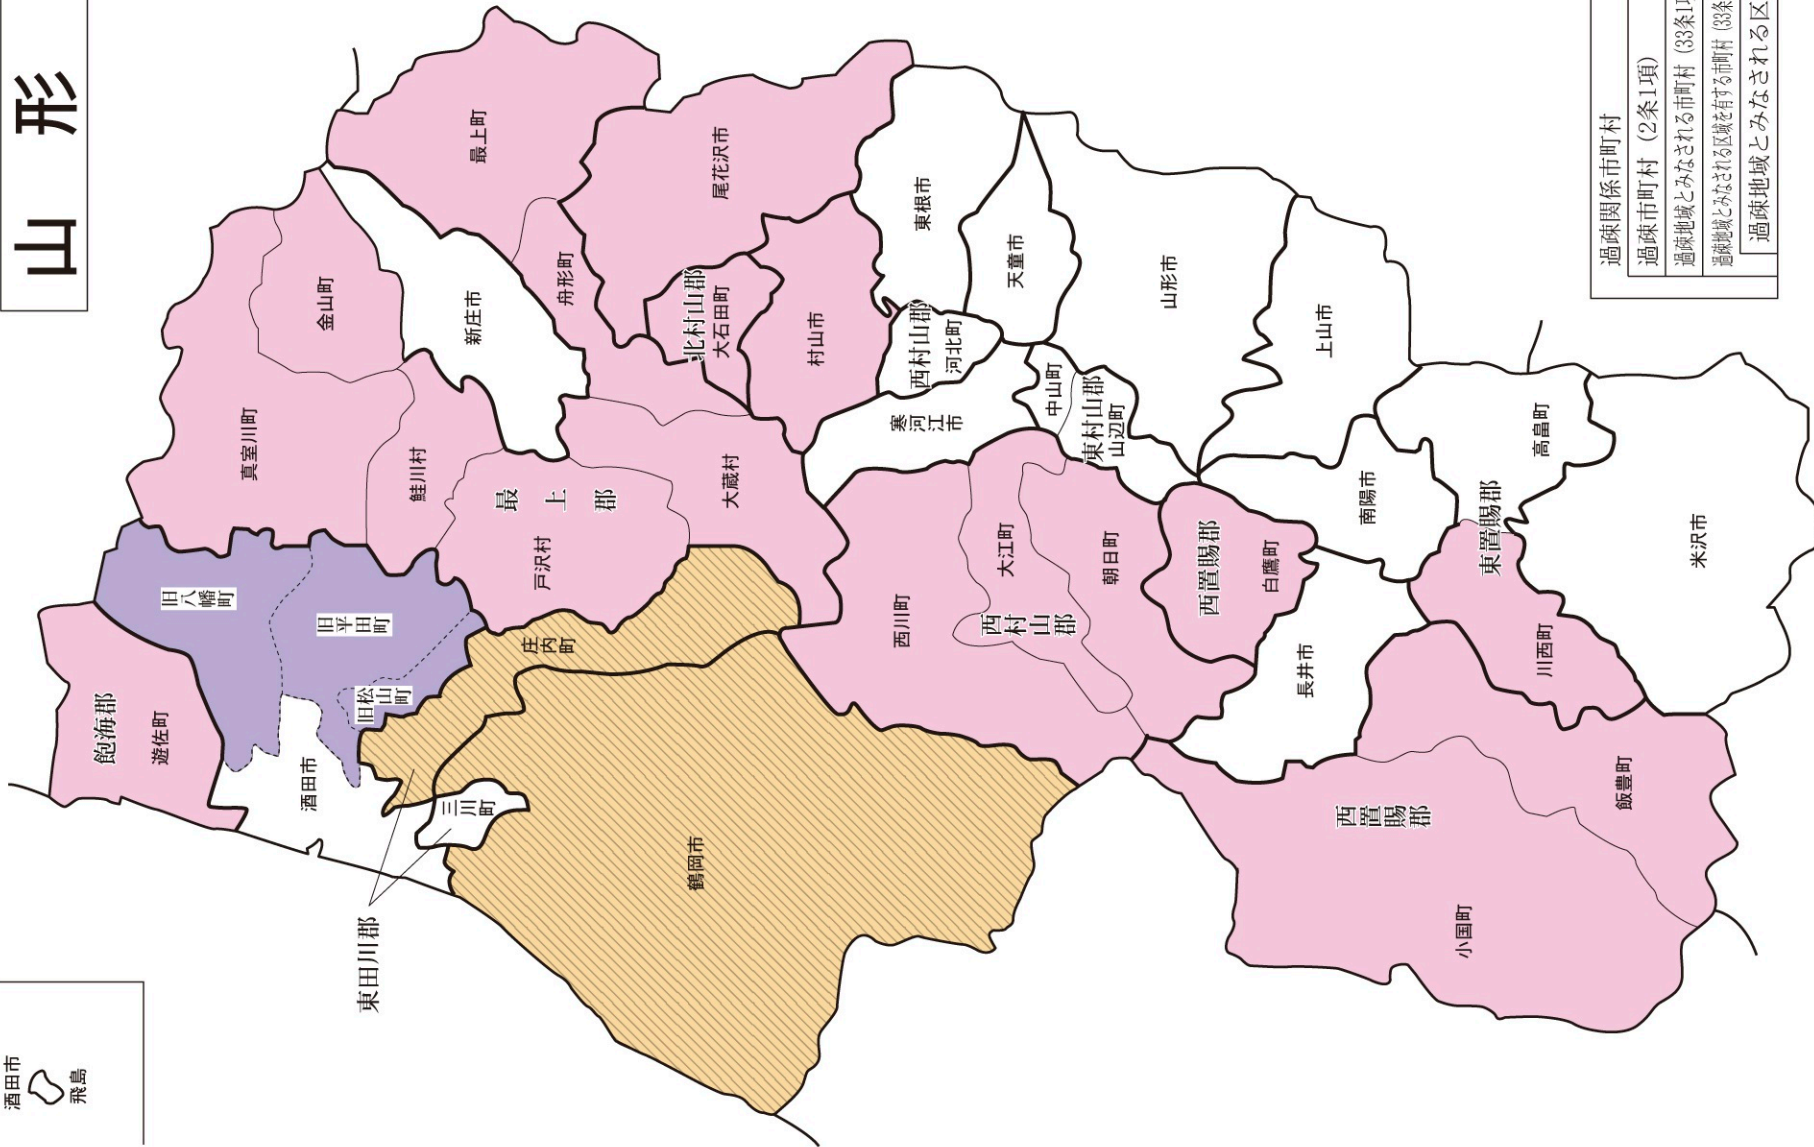 山形
過疎関係市町村
過疎市町村（2条1項）
過疎地域とみなされる市町村（33条1項
過疎地域とみなされる区域を有する市町村（33条
過疎地域とみなされる区
最上町
尾花沢市
東根市
天童市
山形市
上山市
金山町
新庄市
舟形町
北村山郡
大石田町
村山市
西村山郡
河北町
寒河江市
中山町
東村山郡
山辺町
高畠町
真室川町
鮭川村
最上郡
戸沢村
大蔵村
大江町
朝日町
西置賜郡
白鷹町
南陽市
東置賜郡
米沢市
旧八幡町
旧平田町
旧松山町
庄内町
西川町
西村山郡
長井市
川西町
飽海郡
遊佐町
酒田市
三川町
鶴岡市
西置賜郡
飯豊町
小国町
東田川郡
酒田市
飛島